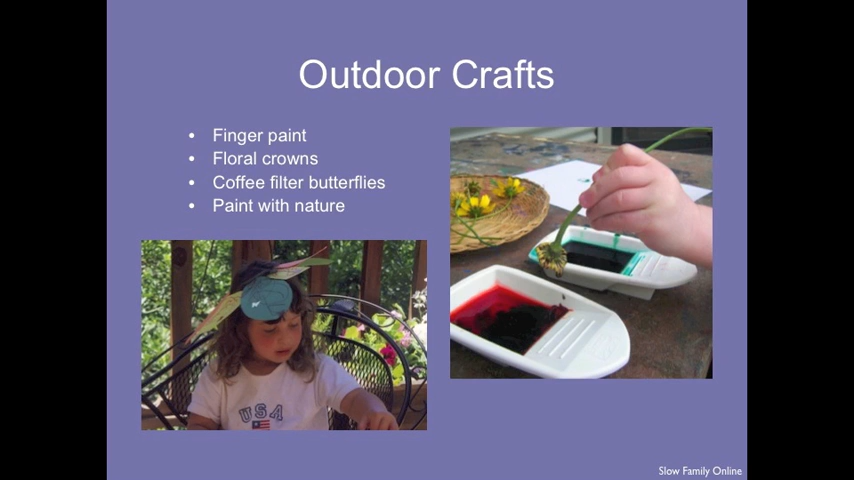 Outdoor Crafts
• Finger paint
• Floral crowns
• Coffee filter butterflies
• Paint with nature
USA
Slow Family Online